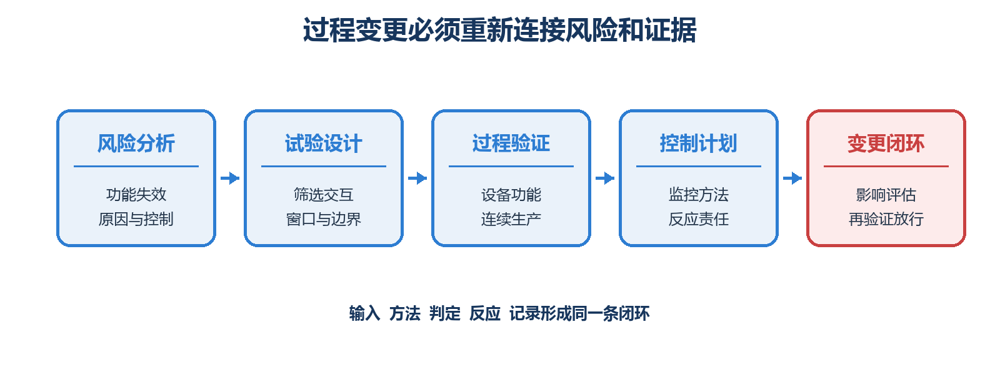 过程变更必须重新连接风险和证据
风险分析
功能失效
原因与控制
试验设计
筛选交互
窗口与边界
过程验证
设备功能
连续生产
控制计划
监控方法
反应责任
变更闭环
影响评估
再验证放行
输入 方法 判定 反应 记录形成同一条闭环